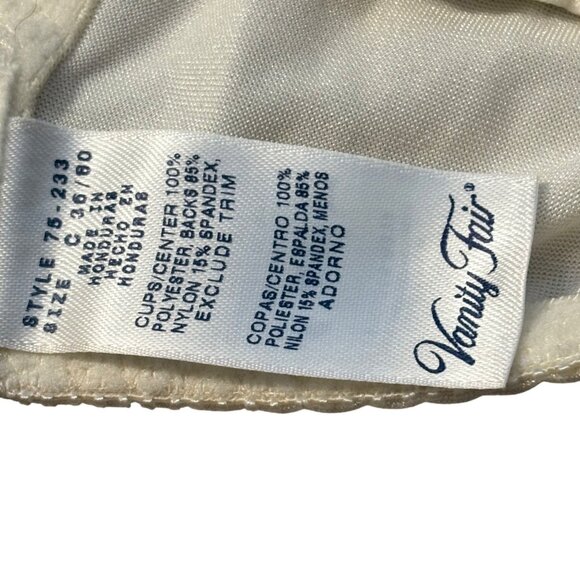 Vanity Fair®
COPAS/CENTRO 100%
POLIESTER, ESPALDA 85%
NILON 15% SPANDEX, MENOS
ADORNO
CUPS/CENTER 100%
POLYESTER, BACKS 85%
NYLON 15% SPANDEX,
EXCLUDE TRIM
STYLE 75-233
SIZE C 36/80
MADE IN
HONDURAS
HECHO EN
HONDURAS